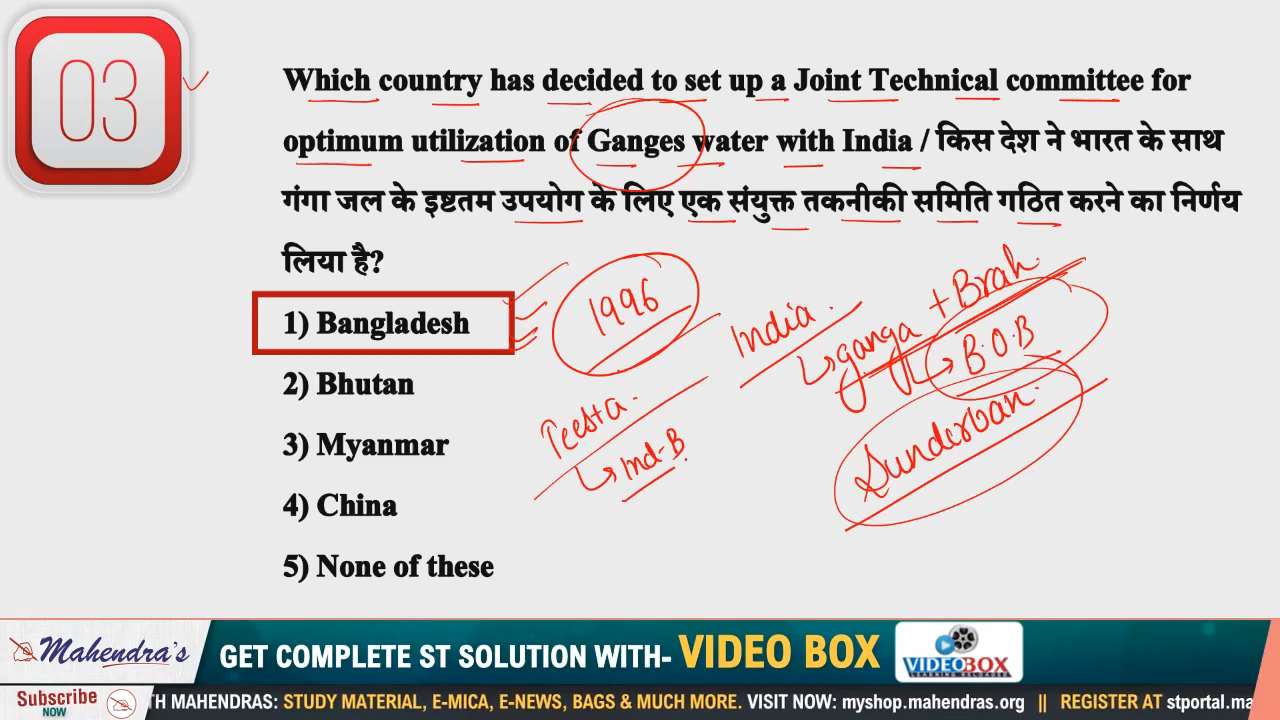 03
Which country has decided to set up a Joint Technical committee for
optimum utilization of Ganges water with India / किस देश ने भारत के साथ
गंगा जल के इष्टतम उपयोग के लिए एक संयुक्त तकनीकी समिति गठित करने का निर्णय
लिया है?
1) Bangladesh
1996
India
ganga + Brah
B.O.B
2) Bhutan
Teesta
Ind-B
Sunderban
3) Myanmar
4) China
5) None of these
Mahendra's
GET COMPLETE ST SOLUTION WITH- VIDEO BOX
VIDEOBOX
LEARNING RELOADED
Subscribe
NOW
TH MAHENDRAS: STUDY MATERIAL, E-MICA, E-NEWS, BAGS & MUCH MORE. VISIT NOW: myshop.mahendras.org || REGISTER AT stportal.ma